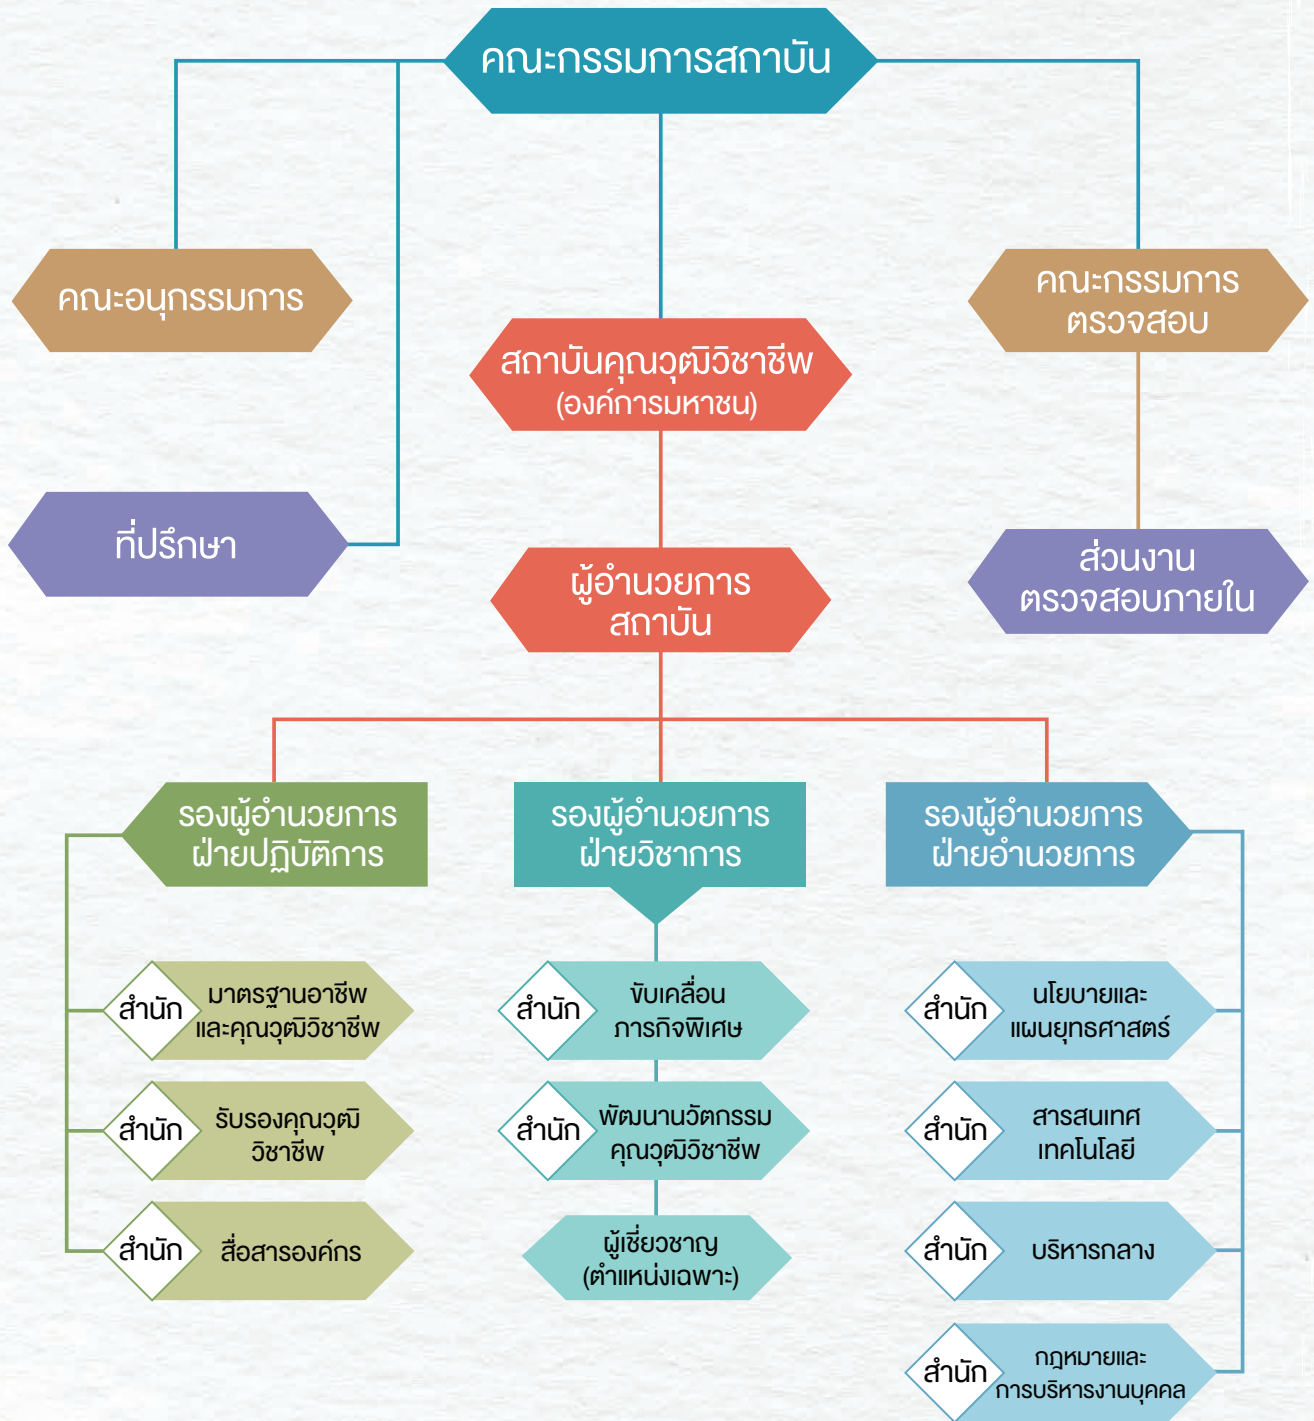 คณะกรรมการสถาบัน
คณะอนุกรรมการ
คณะกรรมการ
ตรวจสอบ
สถาบันคุณวุฒิวิชาชีพ
(องค์การมหาชน)
ที่ปรึกษา
ผู้อำนวยการ
สถาบัน
ส่วนงาน
ตรวจสอบภายใน
รองผู้อำนวยการ
ฝ่ายปฏิบัติการ
รองผู้อำนวยการ
ฝ่ายวิชาการ
รองผู้อำนวยการ
ฝ่ายอำนวยการ
สำนัก
มาตรฐานอาชีพ
และคุณวุฒิวิชาชีพ
สำนัก
รับรองคุณวุฒิ
วิชาชีพ
สำนัก
สื่อสารองค์กร
สำนัก
ขับเคลื่อน
ภารกิจพิเศษ
สำนัก
พัฒนานวัตกรรม
คุณวุฒิวิชาชีพ
ผู้เชี่ยวชาญ
(ตำแหน่งเฉพาะ)
สำนัก
นโยบายและ
แผนยุทธศาสตร์
สำนัก
สารสนเทศ
เทคโนโลยี
สำนัก
บริหารกลาง
สำนัก
กฎหมายและ
การบริหารงานบุคคล